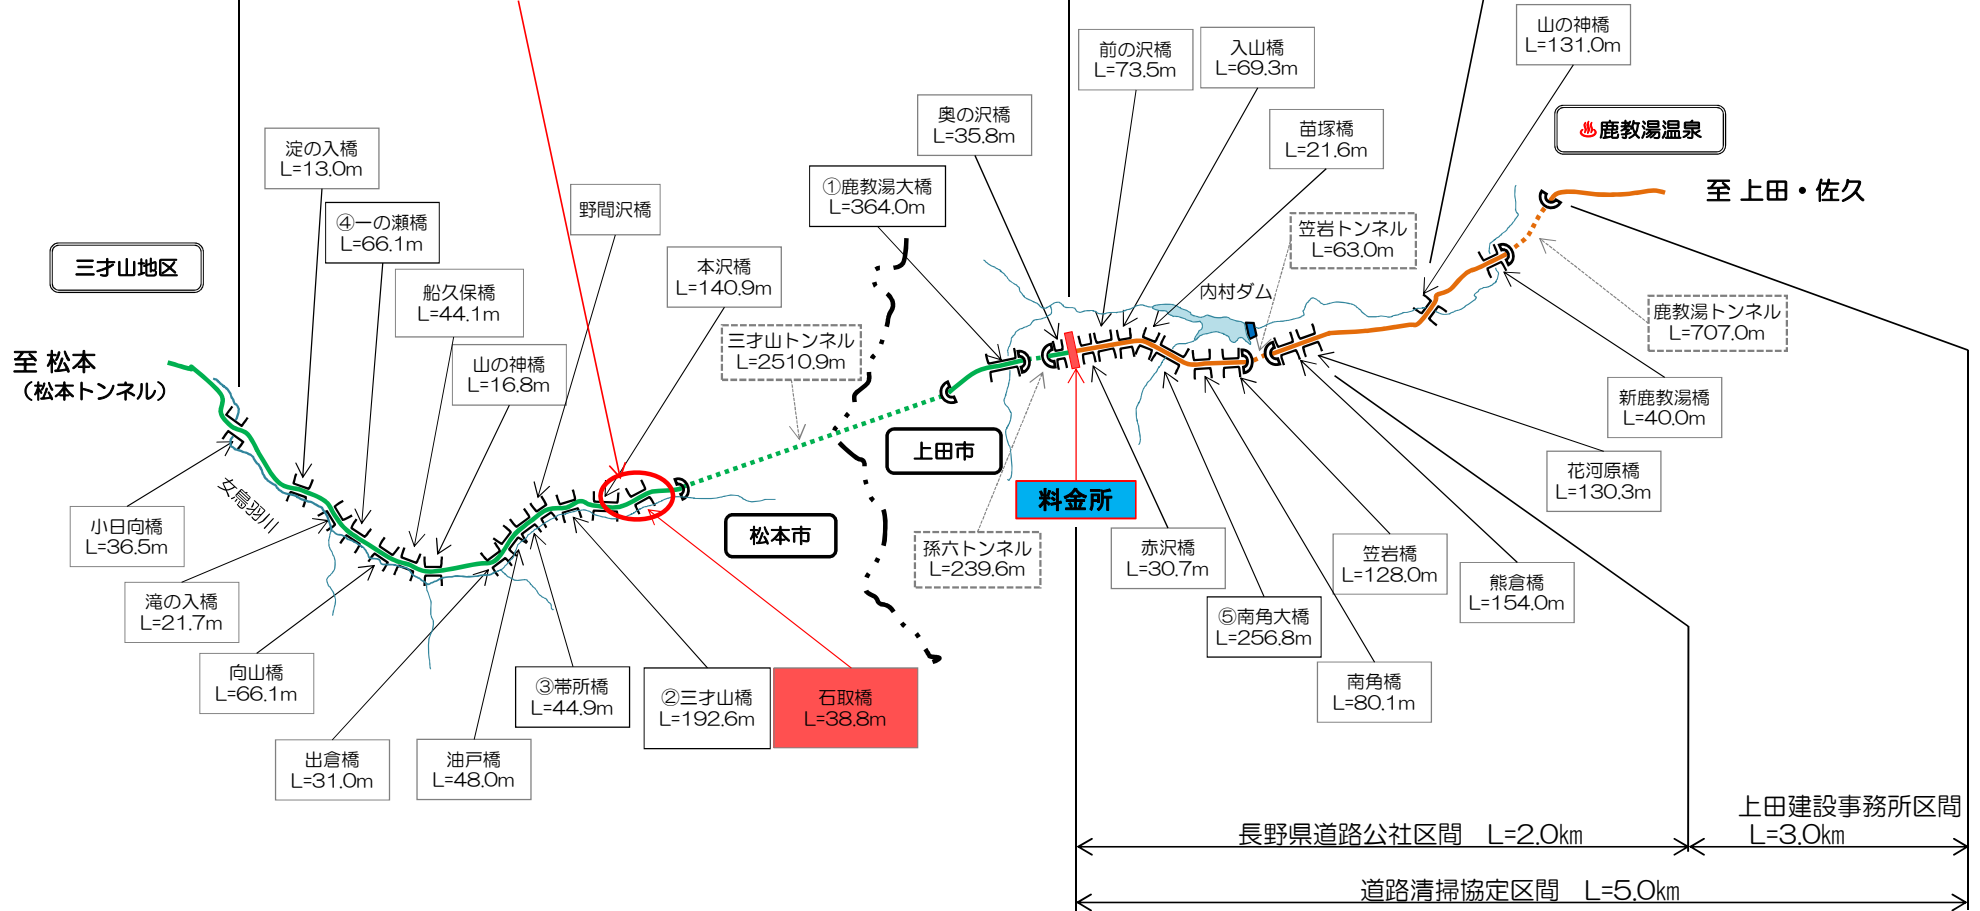 山の神橋
L=131.0m
前の沢橋
L=73.5m
入山橋
L=69.3m
奥の沢橋
L=35.8m
苗塚橋
L=21.6m
♨鹿教湯温泉
淀の入橋
L=13.0m
①鹿教湯大橋
L=364.0m
至 上田・佐久
④一の瀬橋
L=66.1m
野間沢橋
笠岩トンネル
L=63.0m
三才山地区
本沢橋
L=140.9m
船久保橋
L=44.1m
内村ダム
鹿教湯トンネル
L=707.0m
三才山トンネル
L=2510.9m
至 松本
（松本トンネル）
山の神橋
L=16.8m
新鹿教湯橋
L=40.0m
上田市
花河原橋
L=130.3m
女鳥羽川
料金所
小日向橋
L=36.5m
松本市
孫六トンネル
L=239.6m
赤沢橋
L=30.7m
笠岩橋
L=128.0m
熊倉橋
L=154.0m
滝の入橋
L=21.7m
⑤南角大橋
L=256.8m
向山橋
L=66.1m
③帯所橋
L=44.9m
②三才山橋
L=192.6m
石取橋
L=38.8m
南角橋
L=80.1m
出倉橋
L=31.0m
油戸橋
L=48.0m
上田建設事務所区間
L=3.0㎞
長野県道路公社区間　L=2.0㎞
道路清掃協定区間　L=5.0㎞